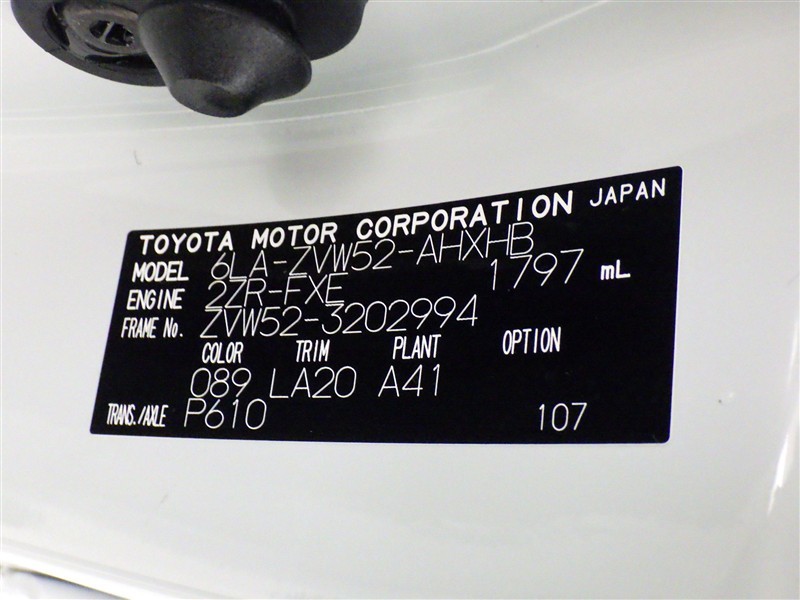 TOYOTA MOTOR CORPORATION JAPAN
MODEL 6LA-ZVW52-AHXHB
ENGINE 2ZR-FXE 1797 mL
FRAME No. ZVW52-3202994
COLOR TRIM PLANT OPTION
089 LA20 A41
TRANS./AXLE P610 107